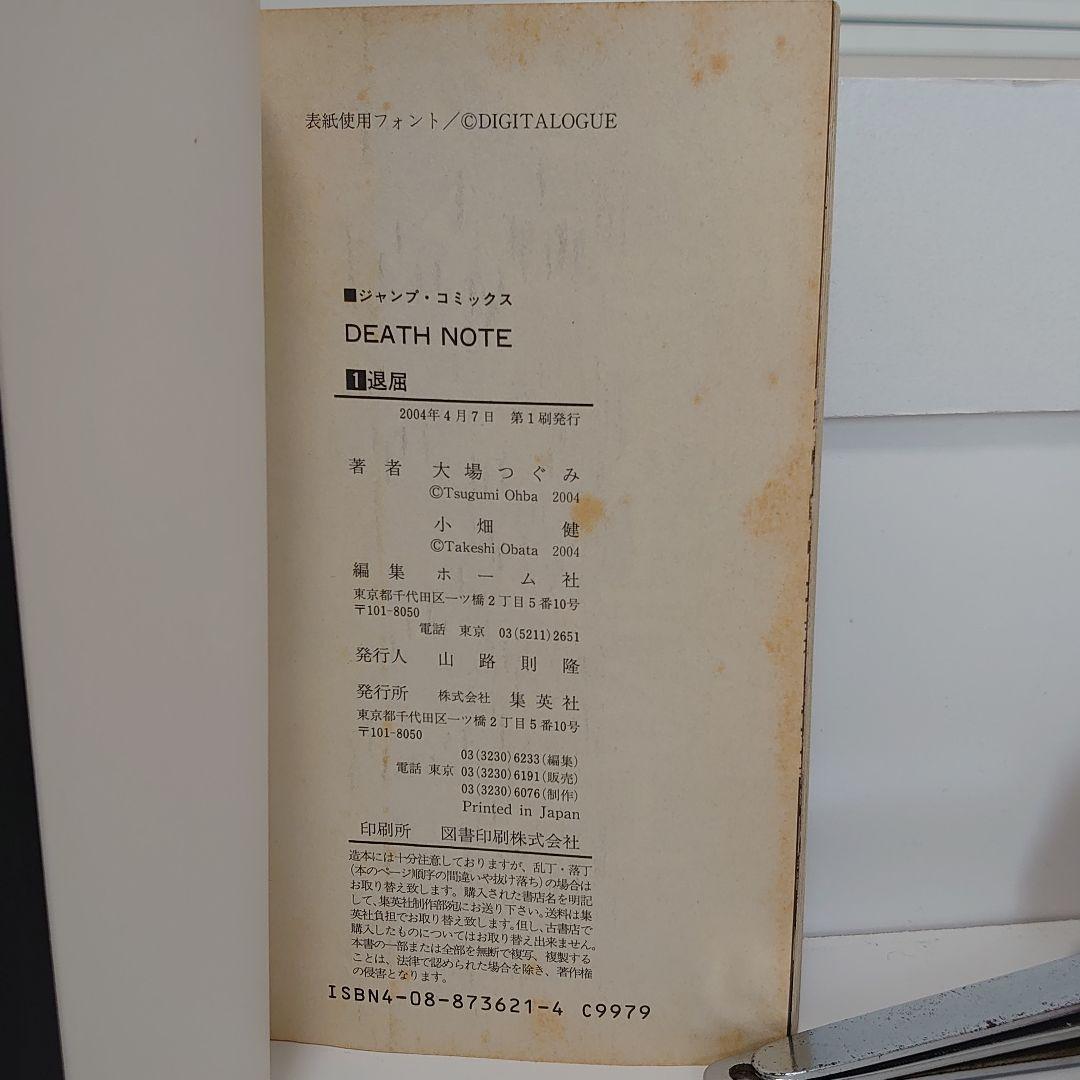 表紙使用フォント／©DIGITALOGUE
■ジャンプ・コミックス
DEATH NOTE
1退屈
2004年4月7日 第1刷発行
著者 大場つぐみ
©Tsugumi Ohba 2004
小畑 健
©Takeshi Obata 2004
編集 ホーム社
東京都千代田区一ツ橋2丁目5番10号
〒101-8050
電話 東京 03(5211)2651
発行人 山路則隆
発行所 株式会社 集英社
東京都千代田区一ツ橋2丁目5番10号
〒101-8050
03(3230)6233(編集)
電話 東京 03(3230)6191(販売)
03(3230)6076(制作)
Printed in Japan
印刷所 図書印刷株式会社
造本には十分注意しておりますが、乱丁・落丁
(本のページ順序の間違いや抜け落ち)の場合は
お取り替え致します。購入された書店名を明記
して、集英社制作部宛にお送り下さい。送料は集
英社負担でお取り替え致します。但し、古書店で
購入したものについてはお取り替え出来ません。
本書の一部または全部を無断で複写、複製する
ことは、法律で認められた場合を除き、著作権
の侵害となります。
ISBN4-08-873621-4 C9979